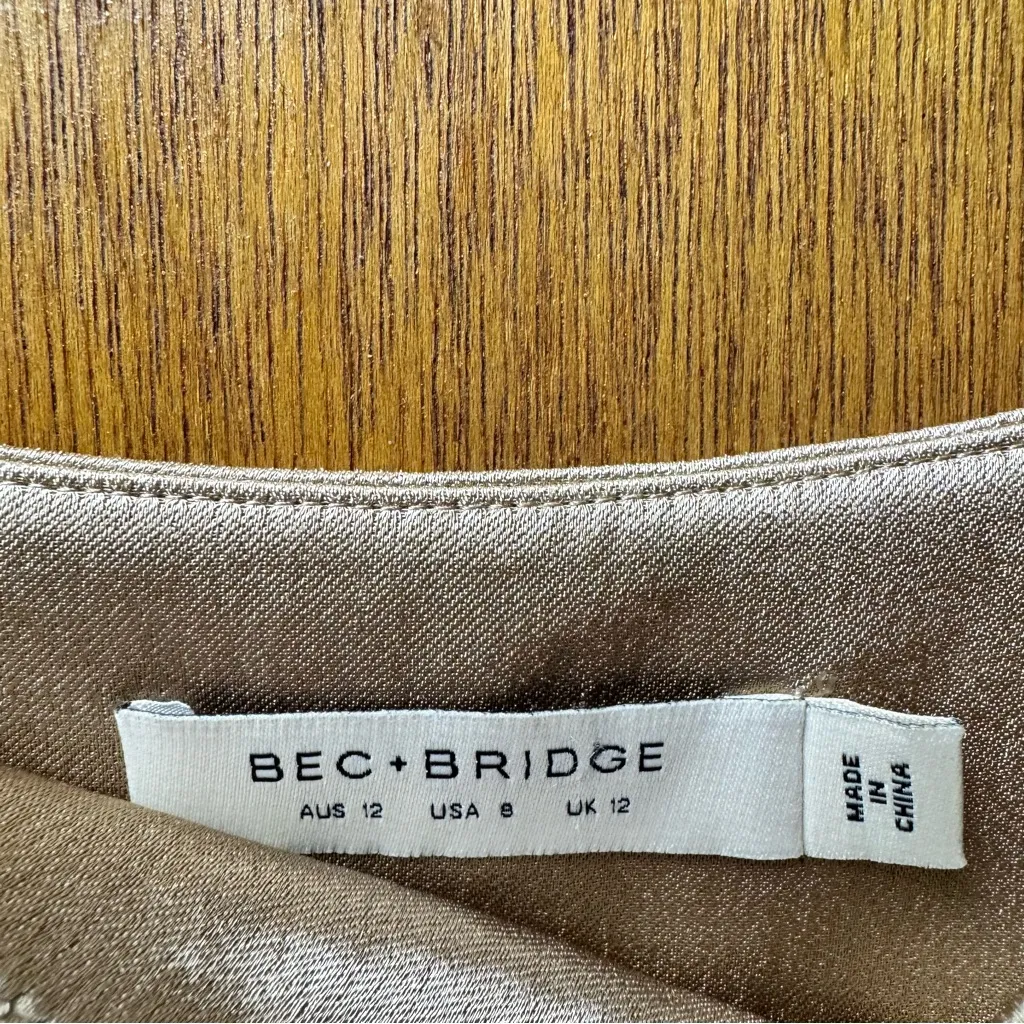 BEC+BRIDGE
AUS 12 USA 8 UK 12
MADE
IN
CHINA